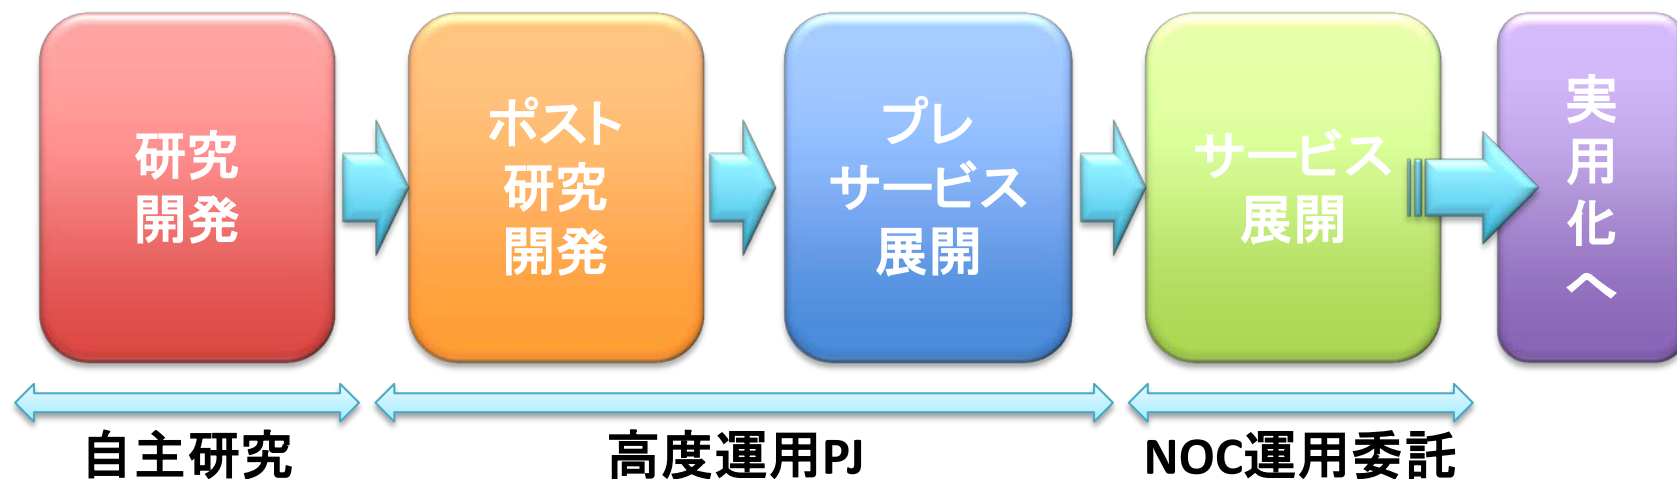 研究
開発
ポスト
研究
開発
プレ
サービス
展開
サービス
展開
実
用
化
へ
自主研究
高度運用PJ
NOC運用委託